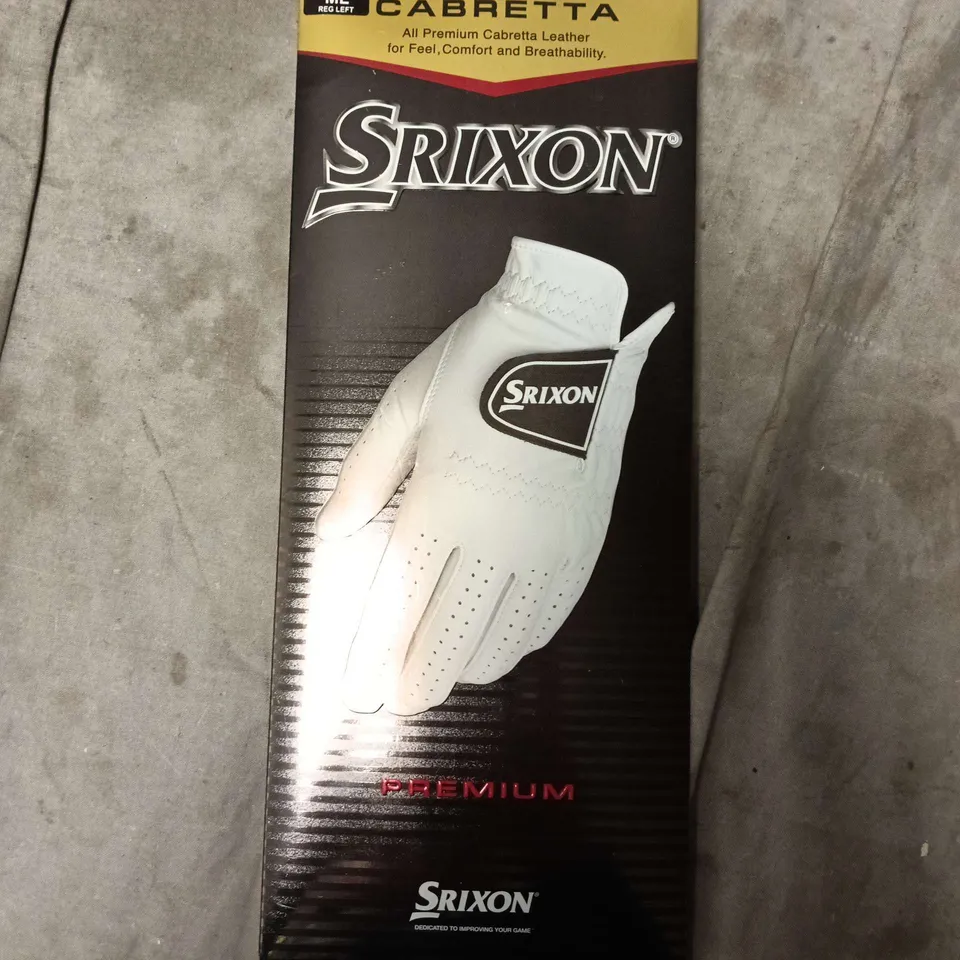 ML
REG LEFT
CABRETTA
All Premium Cabretta Leather
for Feel, Comfort and Breathability.
SRIXON®
SRIXON
PREMIUM
SRIXON®
DEDICATED TO IMPROVING YOUR GAME